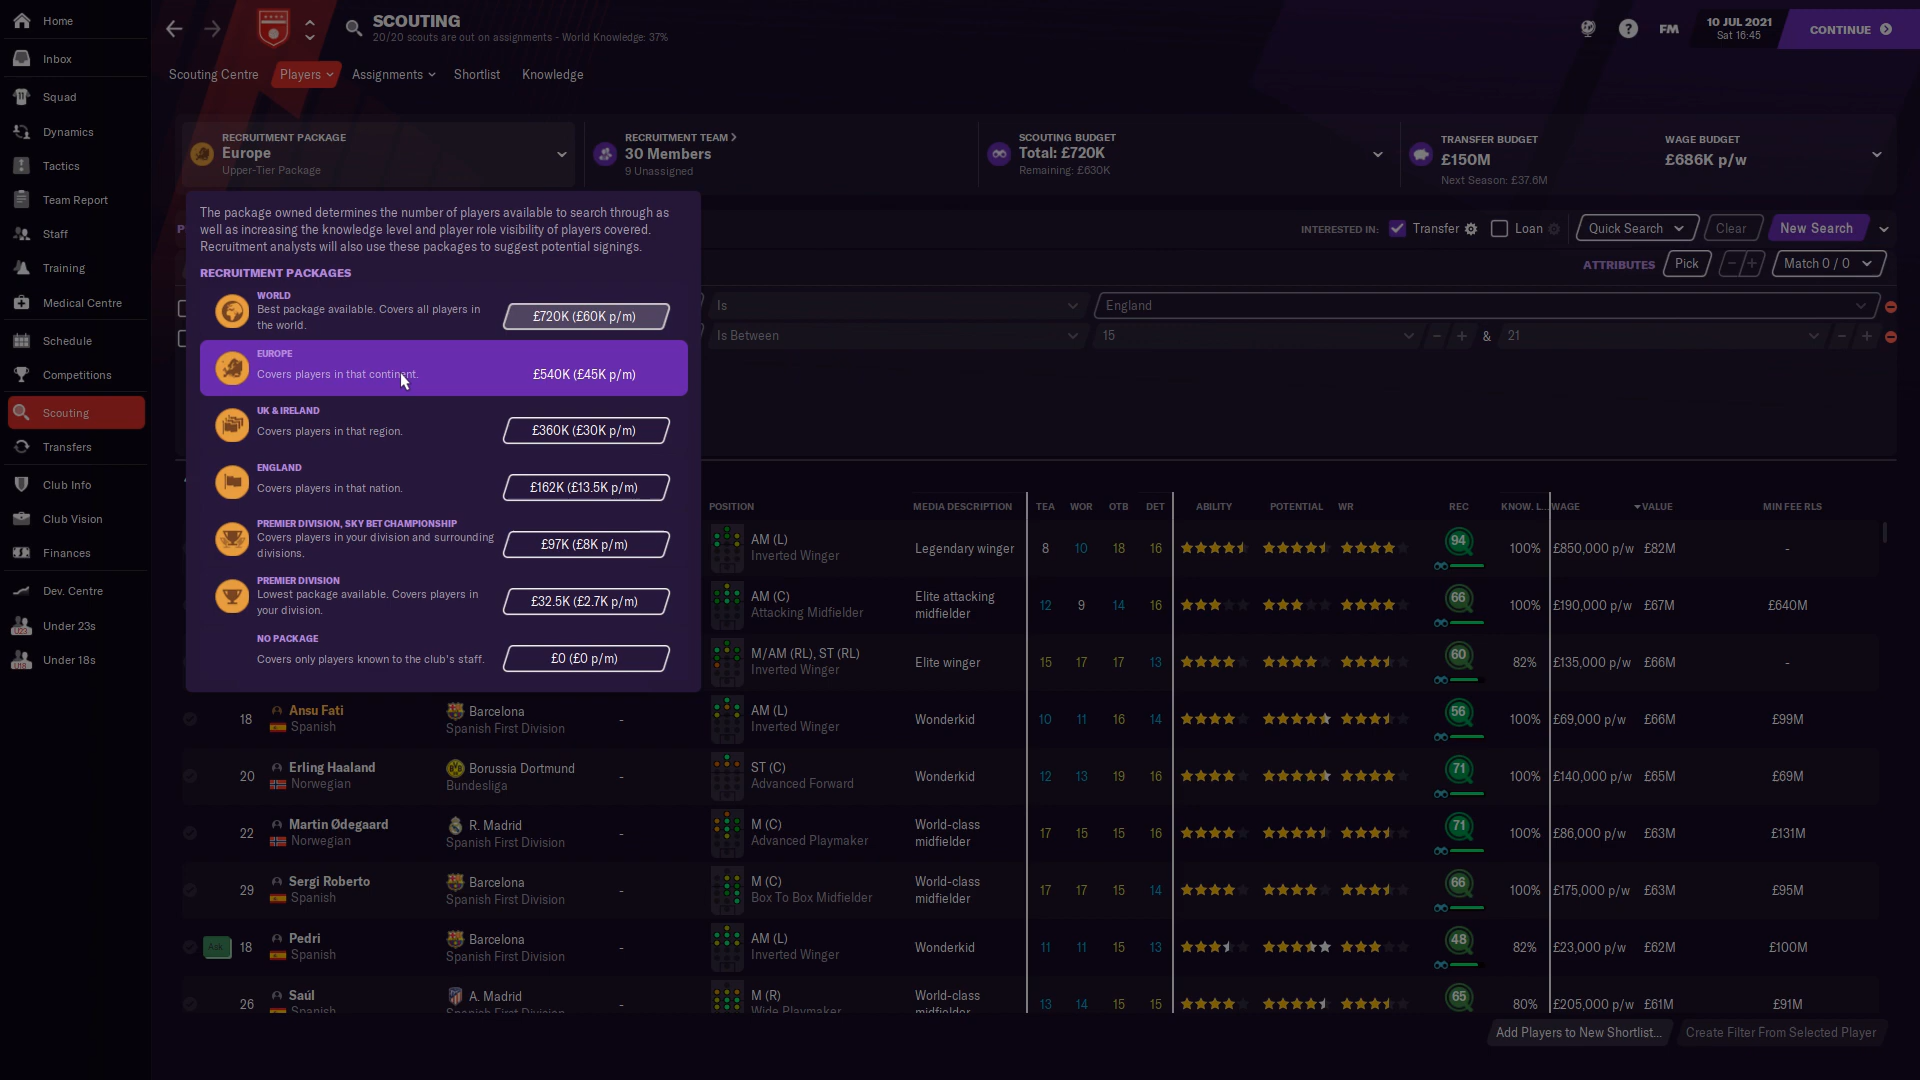 Home
Inbox
Squad
Dynamics
Tactics
Team Report
Staff
Training
Medical Centre
Schedule
Competitions
Scouting
Transfers
Club Info
Club Vision
Finances
Dev. Centre
Under 23s
Under 18s
SCOUTING
20/20 scouts are out on assignments - World Knowledge: 37%
FM
10 JUL 2021
Sat 16:45
CONTINUE
Scouting Centre
Players
Assignments
Shortlist
Knowledge
RECRUITMENT PACKAGE
Europe
Upper-Tier Package
RECRUITMENT TEAM
30 Members
9 Unassigned
SCOUTING BUDGET
Total: £720K
Remaining: £630K
TRANSFER BUDGET
£150M
Next Season: £37.6M
WAGE BUDGET
£686K p/w
The package owned determines the number of players available to search through as
well as increasing the knowledge level and player role visibility of players covered.
Recruitment analysts will also use these packages to suggest potential signings.
RECRUITMENT PACKAGES
WORLD
Best package available. Covers all players in
the world.
£720K (£60K p/m)
EUROPE
Covers players in that continent.
£540K (£45K p/m)
UK & IRELAND
Covers players in that region.
£360K (£30K p/m)
ENGLAND
Covers players in that nation.
£162K (£13.5K p/m)
PREMIER DIVISION, SKY BET CHAMPIONSHIP
Covers players in your division and surrounding
divisions.
£97K (£8K p/m)
PREMIER DIVISION
Lowest package available. Covers players in
your division.
£32.5K (£2.7K p/m)
NO PACKAGE
Covers only players known to the club's staff.
£0 (£0 p/m)
INTERESTED IN: Transfer Loan Quick Search Clear New Search
ATTRIBUTES Pick - / + Match 0 / 0
Is England
Is Between 15 - + & 21 - +
POSITION MEDIA DESCRIPTION TEA WOR OTB DET ABILITY POTENTIAL WR REC KNOW. L... WAGE VALUE MIN FEE RLS
AM (L)
Inverted Winger
Legendary winger 8 10 18 16 94 100% £850,000 p/w £82M -
AM (C)
Attacking Midfielder
Elite attacking
midfielder
12 9 14 16 66 100% £190,000 p/w £67M £640M
M/AM (RL), ST (RL)
Inverted Winger
Elite winger 15 17 17 13 60 82% £135,000 p/w £66M -
18 Ansu Fati
Spanish
Barcelona
Spanish First Division
-
AM (L)
Inverted Winger
Wonderkid 10 11 16 14 56 100% £69,000 p/w £66M £99M
20 Erling Haaland
Norwegian
Borussia Dortmund
Bundesliga
-
ST (C)
Advanced Forward
Wonderkid 12 13 19 16 71 100% £140,000 p/w £65M £69M
22 Martin Ødegaard
Norwegian
R. Madrid
Spanish First Division
-
M (C)
Advanced Playmaker
World-class
midfielder
17 15 15 16 71 100% £86,000 p/w £63M £131M
29 Sergi Roberto
Spanish
Barcelona
Spanish First Division
-
M (C)
Box To Box Midfielder
World-class
midfielder
17 17 15 14 66 100% £175,000 p/w £63M £95M
Ask 18 Pedri
Spanish
Barcelona
Spanish First Division
-
AM (L)
Inverted Winger
Wonderkid 11 11 15 13 48 82% £23,000 p/w £62M £100M
26 Saúl
Spanish
A. Madrid
Spanish First Division
-
M (R)
Wide Playmaker
World-class
midfielder
13 14 15 15 65 80% £205,000 p/w £61M £91M
Add Players to New Shortlist...
Create Filter From Selected Player